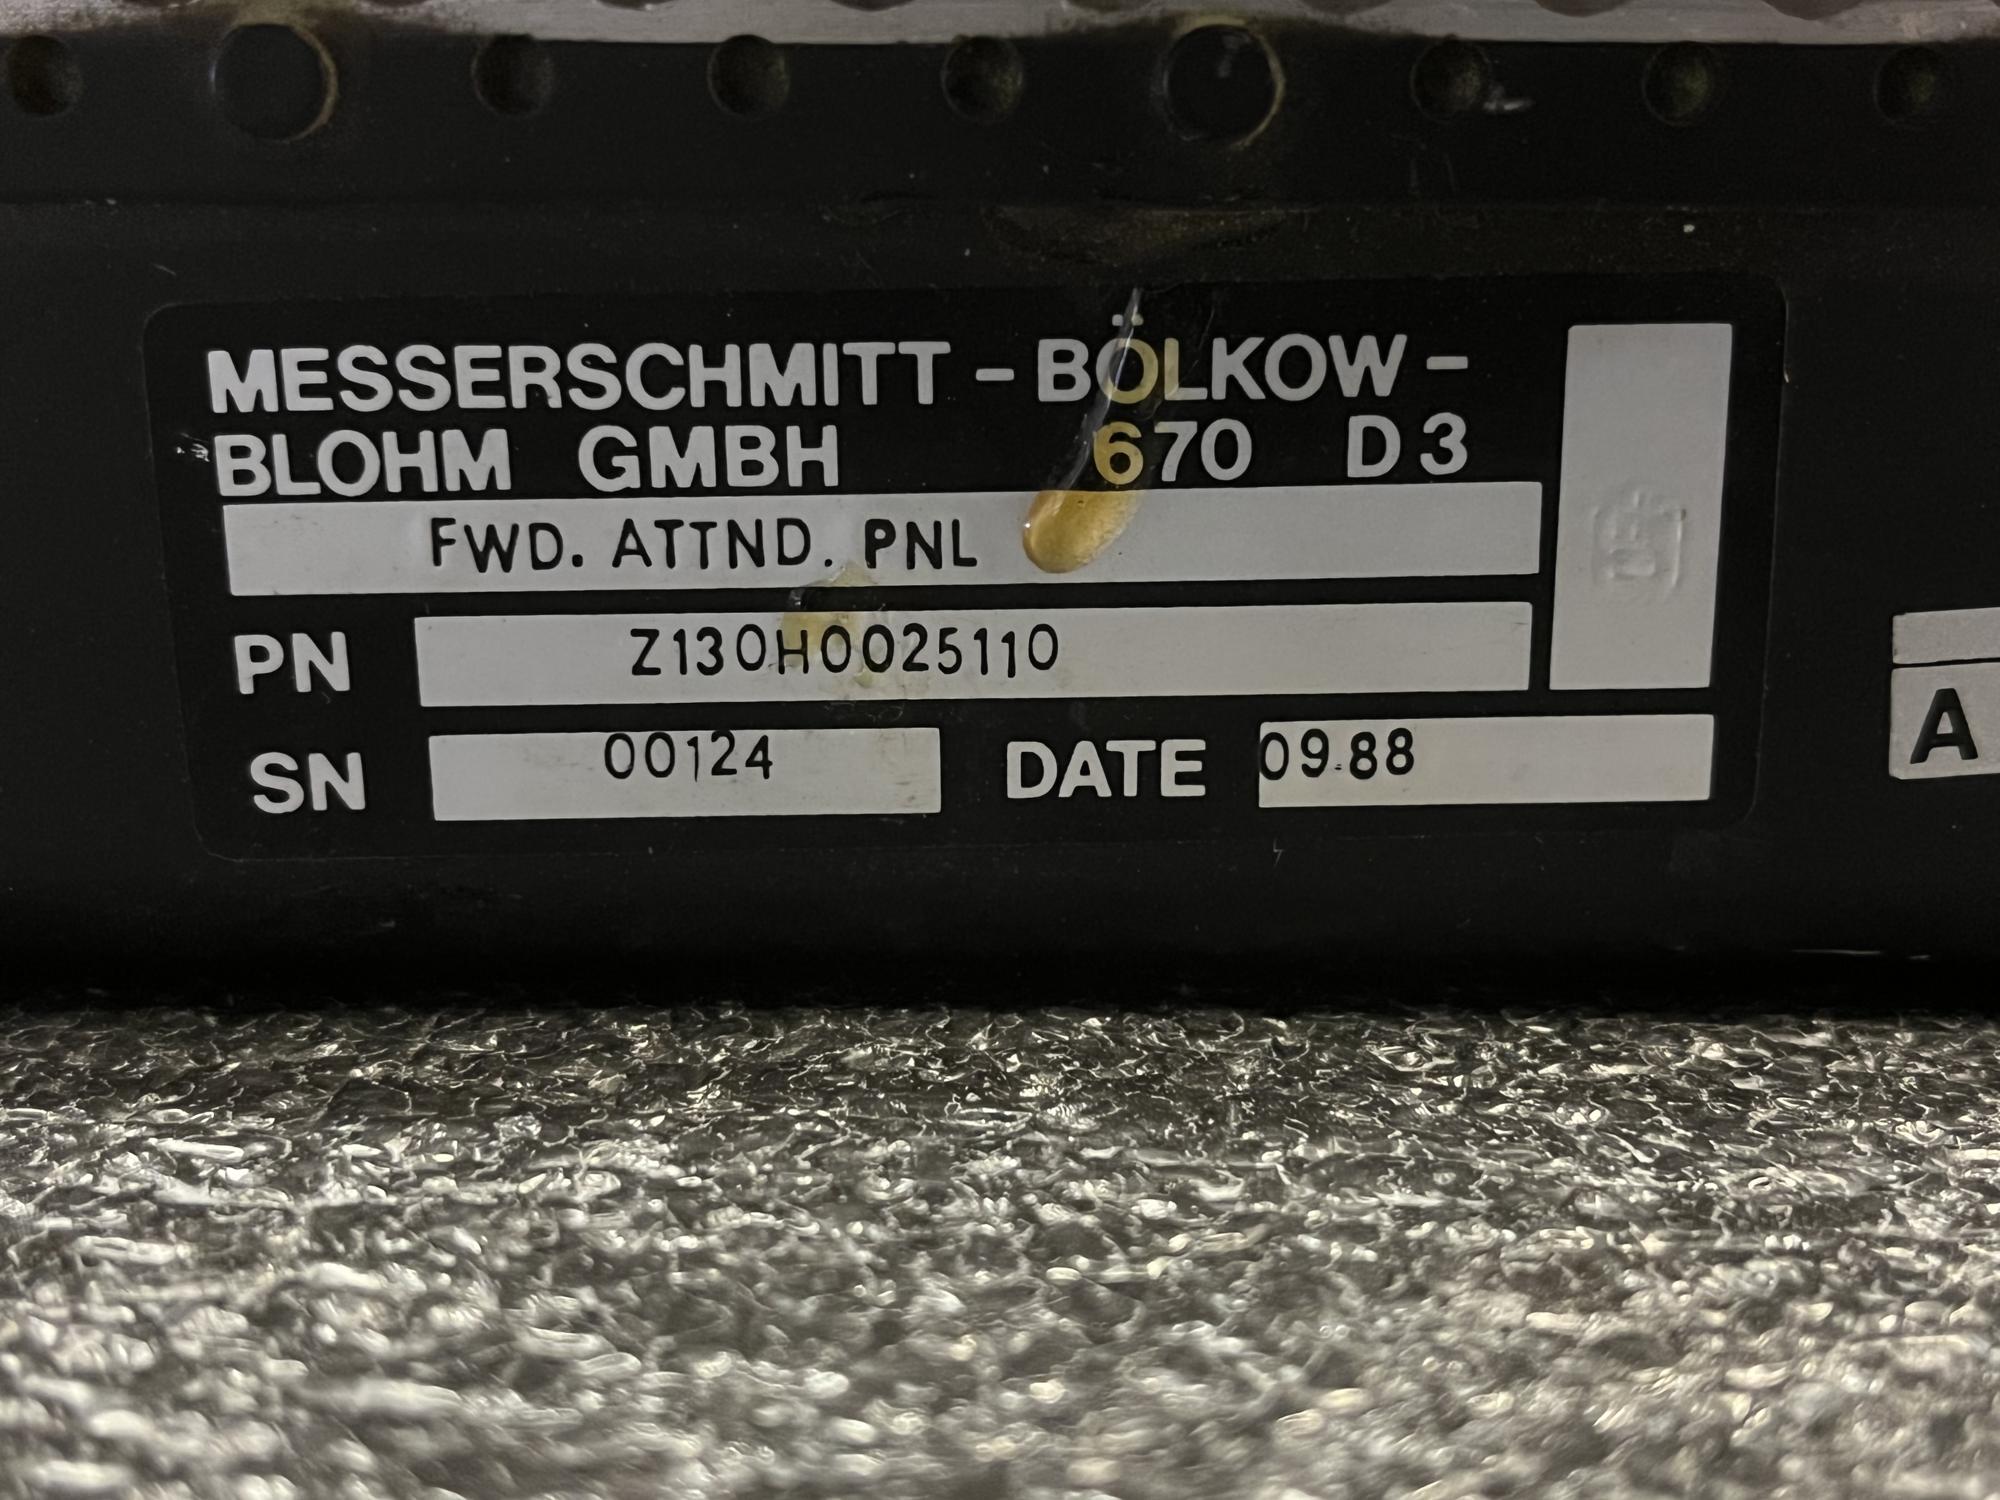 MESSERSCHMITT - BÖLKOW -
BLOHM GMBH 670 D3
FWD. ATTND. PNL
PN Z130H0025110
SN 00124 DATE 09.88
A